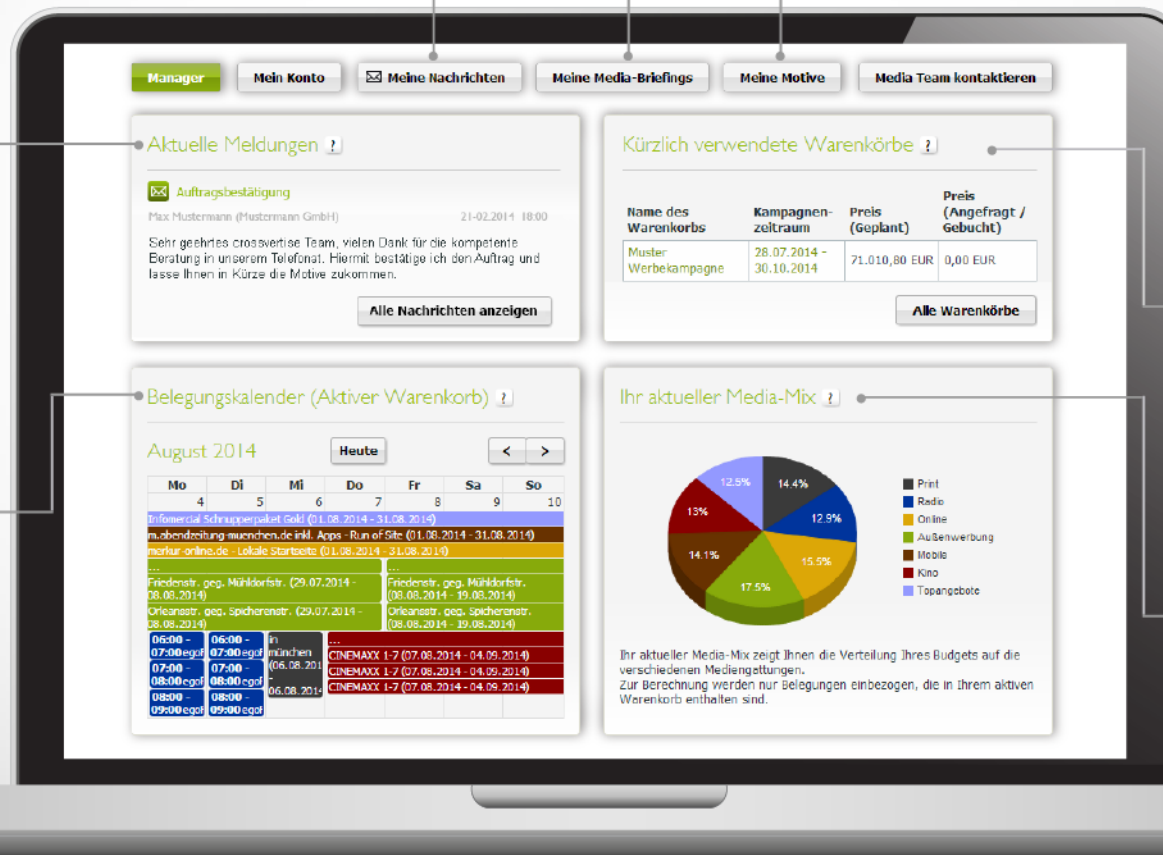 Manager Mein Konto Meine Nachrichten Meine Media-Briefings Meine Motive Media Team kontaktieren
Aktuelle Meldungen ?
Auftragsbestätigung
Max Mustermann (Mustermann GmbH) 21-02.2014 18:00
Sehr geehrtes crossvertise Team, vielen Dank für die kompetente
Beratung in unserem Telefonat. Hiermit bestätige ich den Auftrag und
lasse Ihnen in Kürze die Motive zukommen.
Alle Nachrichten anzeigen
Kürzlich verwendete Warenkörbe ?
Name des Warenkorbs
Kampagnen-zeitraum
Preis (Geplant)
Preis (Angefragt / Gebucht)
Muster Werbekampagne
28.07.2014 - 30.10.2014
71.010,80 EUR
0,00 EUR
Alle Warenkörbe
Belegungskalender (Aktiver Warenkorb) ?
August 2014 Heute < >
Mo Di Mi Do Fr Sa So
4 5 6 7 8 9 10
Infomercial Schnupperpaket Gold (01.08.2014 - 31.08.2014)
m.abendzeitung-muenchen.de inkl. Apps - Run of Site (01.08.2014 - 31.08.2014)
merkur-online.de - Lokale Startseite (01.08.2014 - 31.08.2014)
... ...
Friedenstr. geg. Mühldorfstr. (29.07.2014 -
08.08.2014)
Friedenstr. geg. Mühldorfstr.
(08.08.2014 - 19.08.2014)
Orleansstr. geg. Spicherenstr. (29.07.2014 -
08.08.2014)
Orleansstr. geg. Spicherenstr.
(08.08.2014 - 19.08.2014)
06:00 -
07:00 egoF
07:00 -
08:00 egoF
08:00 -
09:00 egoF
06:00 -
07:00 egoF
07:00 -
08:00 egoF
08:00 -
09:00 egoF
in
münchen
(06.08.201
-
06.08.2014
...
CINEMAXX 1-7 (07.08.2014 - 04.09.2014)
CINEMAXX 1-7 (07.08.2014 - 04.09.2014)
CINEMAXX 1-7 (07.08.2014 - 04.09.2014)
Ihr aktueller Media-Mix ?
12.5% 14.4%
13% 12.9%
14.1% 15.5%
17.5%
Print
Radio
Online
Außenwerbung
Mobile
Kino
Topangebote
Ihr aktueller Media-Mix zeigt Ihnen die Verteilung Ihres Budgets auf die
verschiedenen Mediengattungen.
Zur Berechnung werden nur Belegungen einbezogen, die in Ihrem aktiven
Warenkorb enthalten sind.